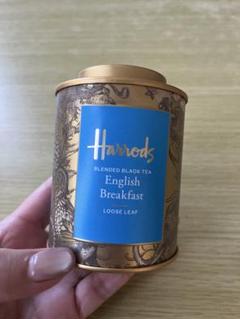 Harrods
BLENDED BLACK TEA
English
Breakfast
LOOSE LEAF